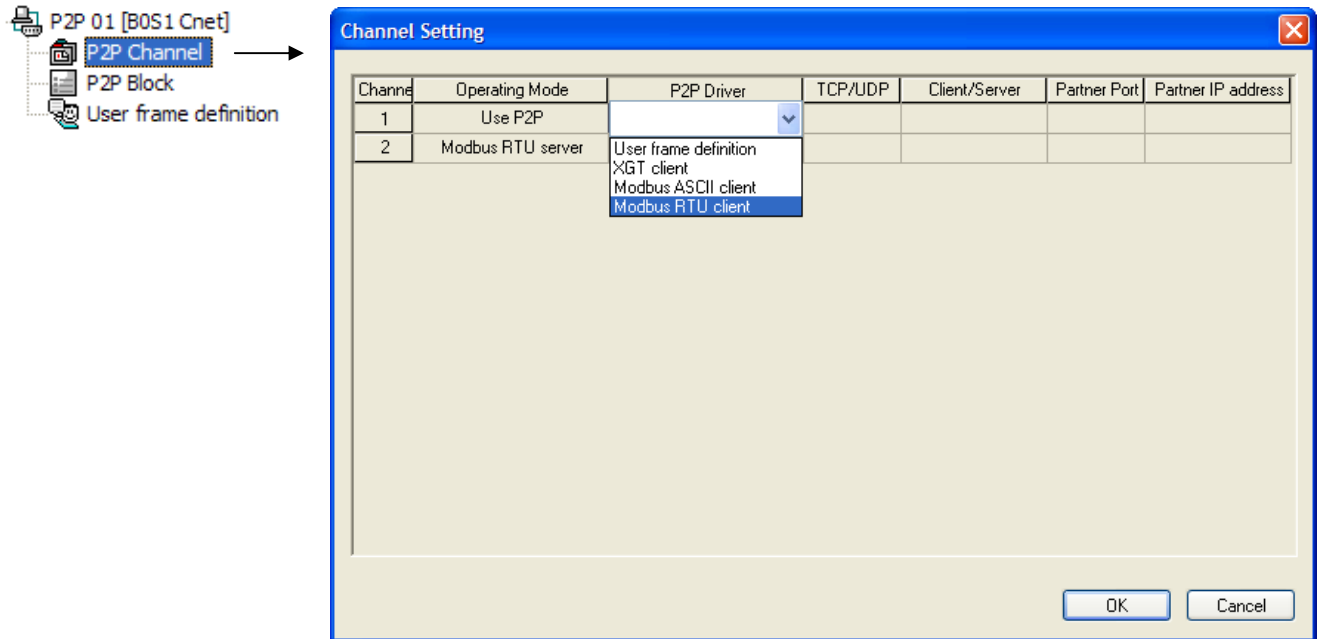 P2P 01 [B0S1 Cnet]
P2P Channel
P2P Block
User frame definition
Channel Setting
Channe Operating Mode P2P Driver TCP/UDP Client/Server Partner Port Partner IP address
1 Use P2P
2 Modbus RTU server
User frame definition
XGT client
Modbus ASCII client
Modbus RTU client
OK Cancel